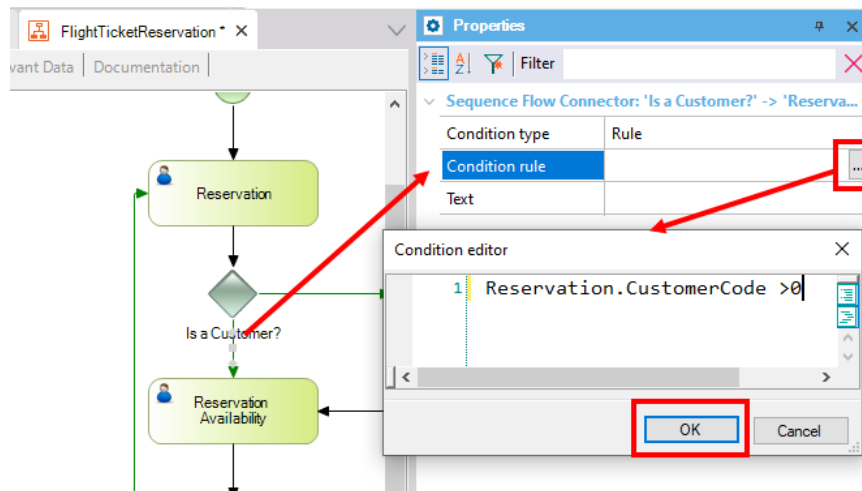 FlightTicketReservation *
Properties
vant Data | Documentation
Filter
Sequence Flow Connector: 'Is a Customer?' -> 'Reserva...
Condition type Rule
Condition rule ...
Text
Reservation
Is a Customer?
Reservation
Availability
Condition editor
1 Reservation.CustomerCode >0
OK Cancel